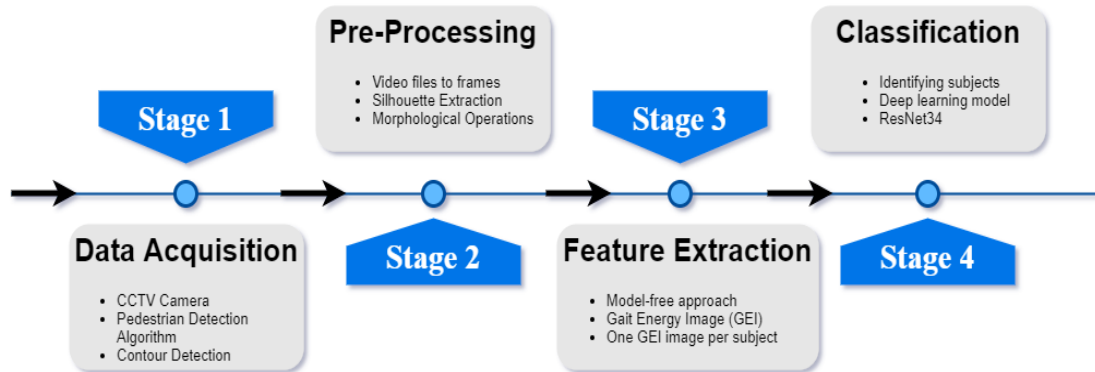 Stage 1
Data Acquisition
CCTV Camera
Pedestrian Detection
Algorithm
Contour Detection
Pre-Processing
Video files to frames
Silhouette Extraction
Morphological Operations
Stage 2
Stage 3
Feature Extraction
Model-free approach
Gait Energy Image (GEI)
One GEI image per subject
Classification
Identifying subjects
Deep learning model
ResNet34
Stage 4